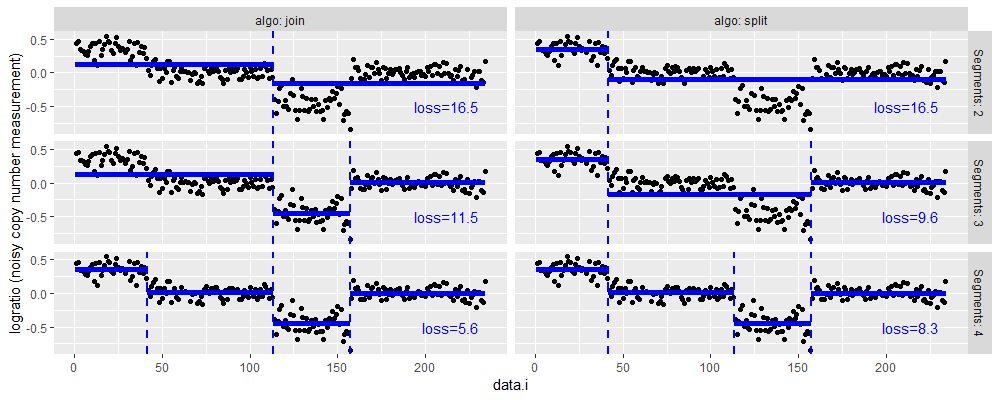 algo: join
algo: split
logratio (noisy copy number measurement)
0.5
0.0
-0.5
loss=16.5
loss=16.5
Segments: 2
0.5
0.0
-0.5
loss=11.5
loss=9.6
Segments: 3
0.5
0.0
-0.5
loss=5.6
loss=8.3
Segments: 4
0 50 100 150 200 0 50 100 150 200
data.i